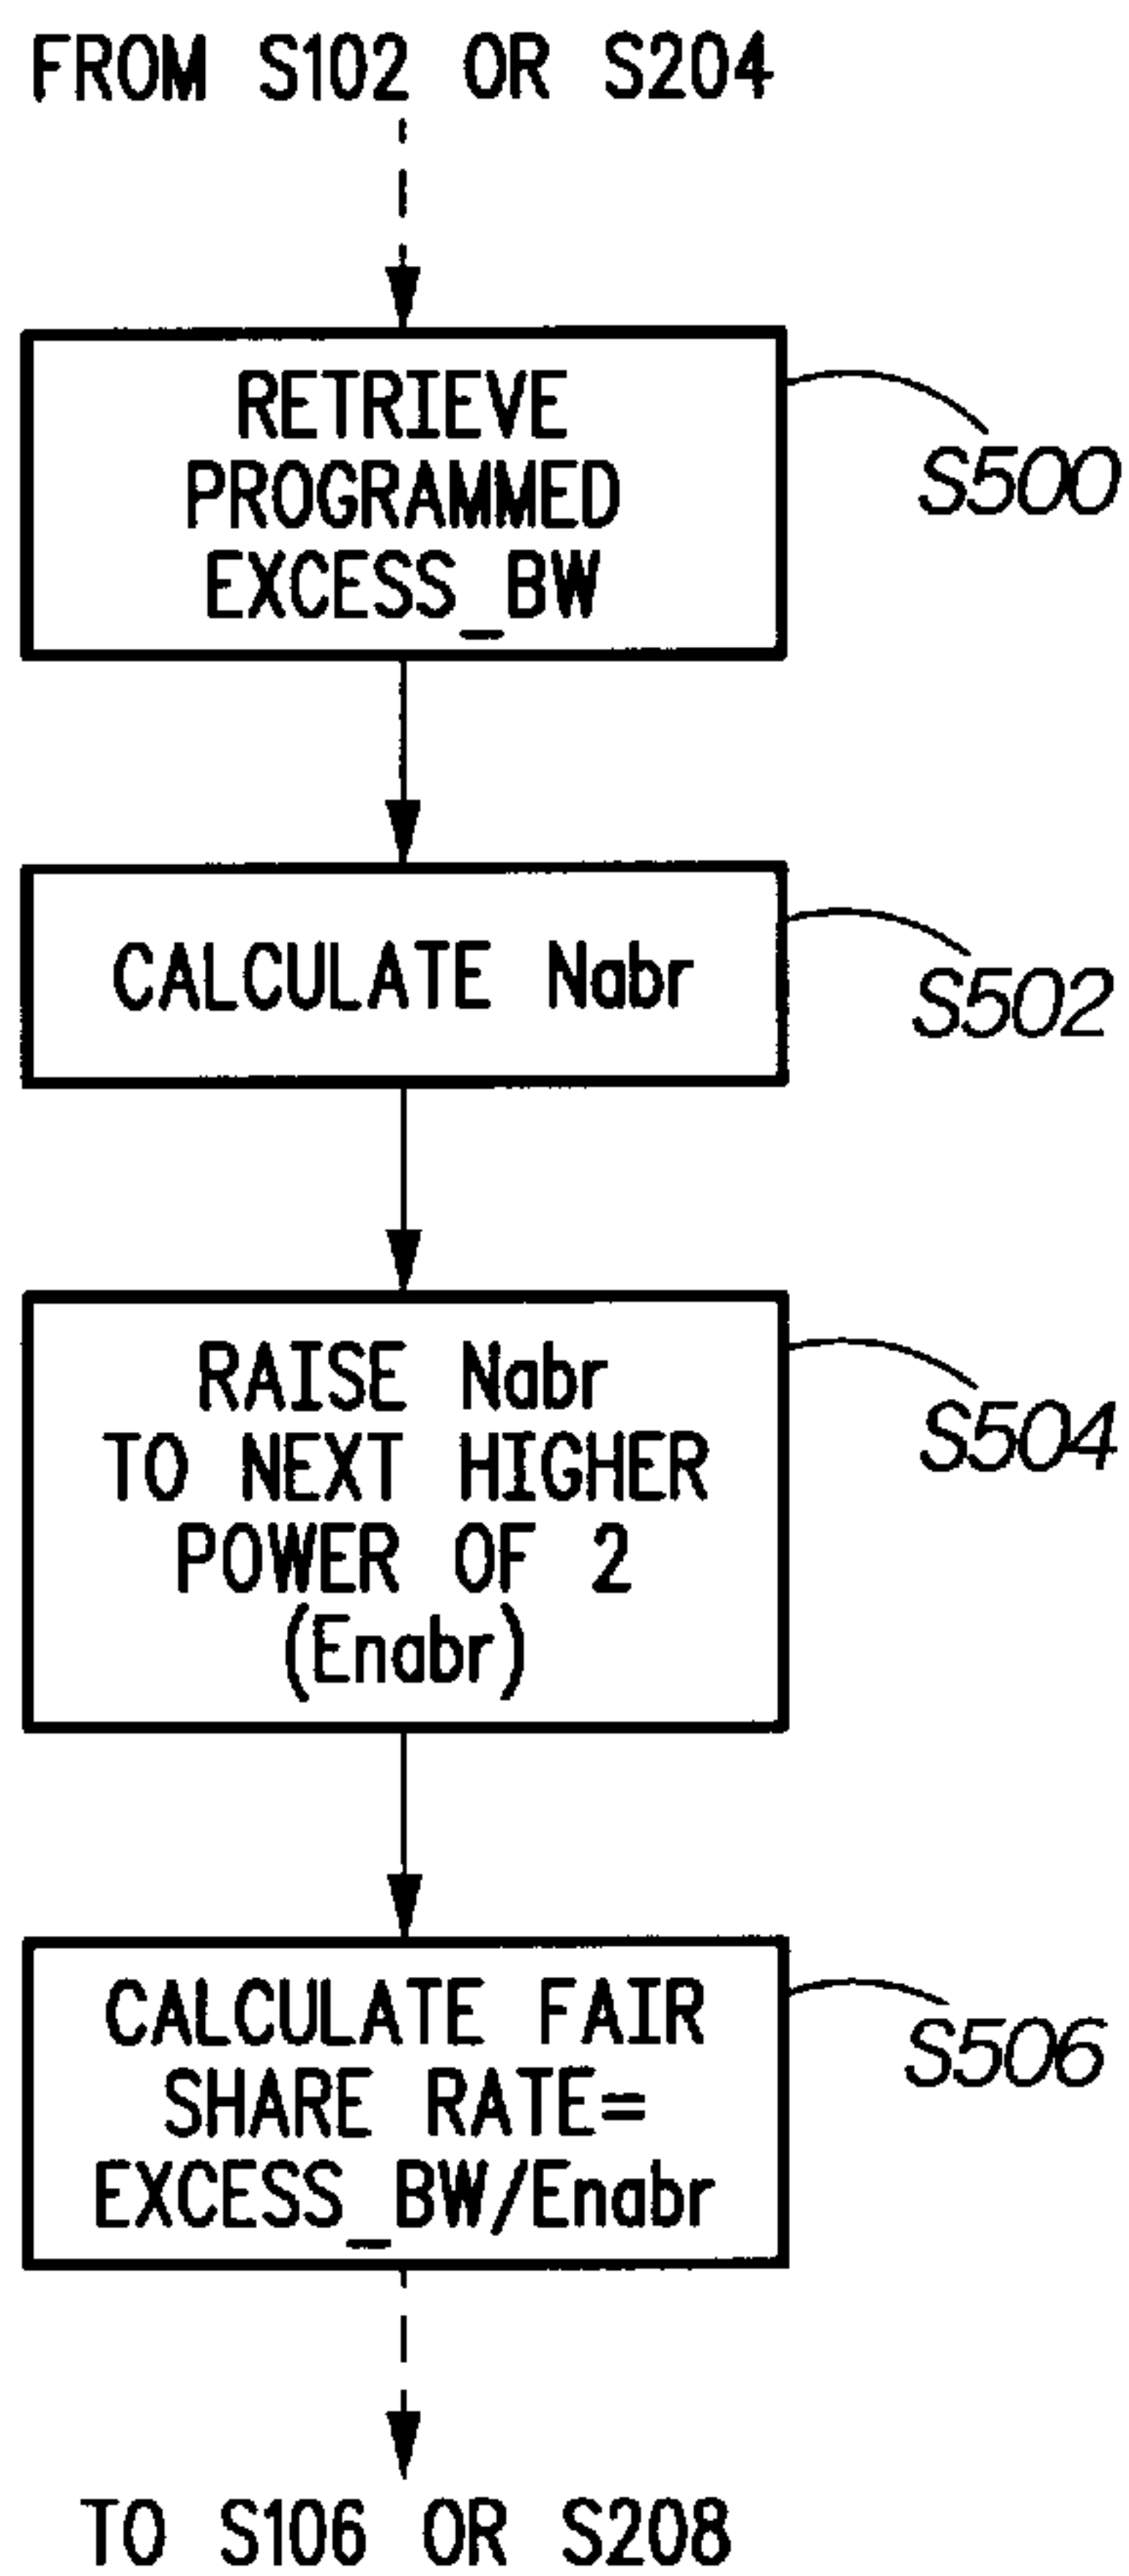 FROM S102 OR S204
RETRIEVE
PROGRAMMED
EXCESS_BW
S500
CALCULATE Nabr
S502
RAISE Nabr
TO NEXT HIGHER
POWER OF 2
(Enabr)
S504
CALCULATE FAIR
SHARE RATE=
EXCESS_BW/Enabr
S506
TO S106 OR S208